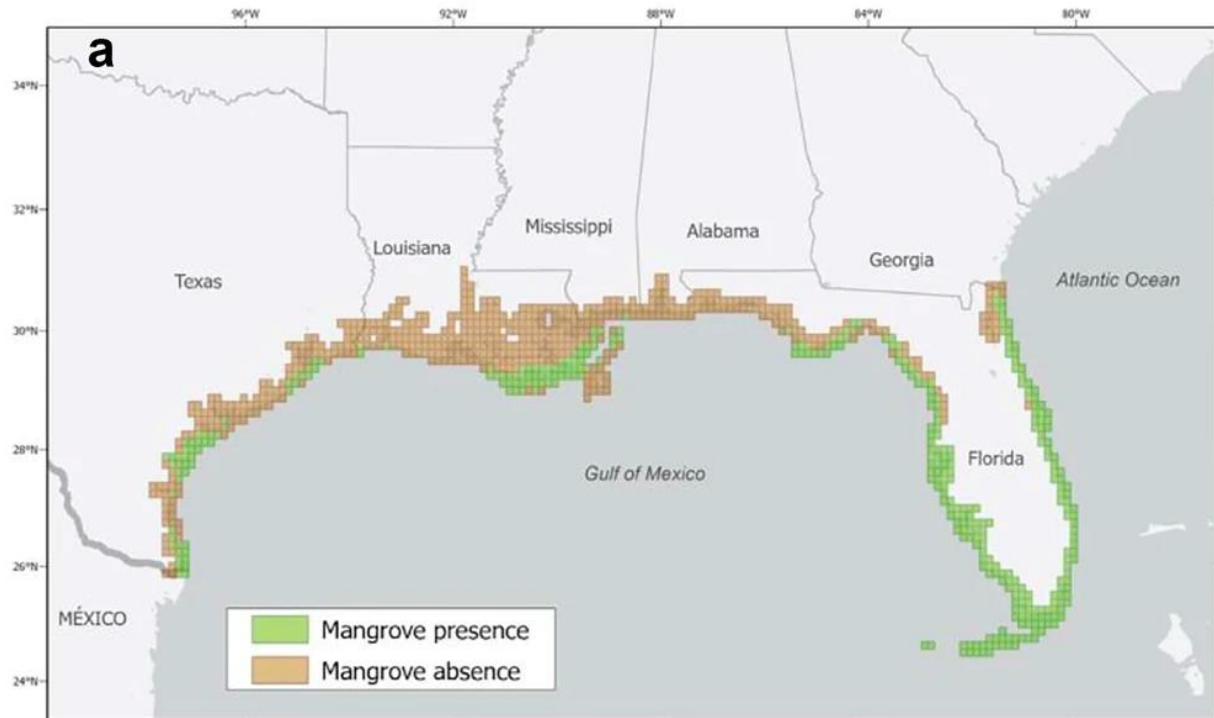 96°W 92°W 88°W 84°W 80°W
a
34°N
32°N
Mississippi
Alabama
Louisiana
Georgia
Texas
Atlantic Ocean
30°N
28°N
Florida
Gulf of Mexico
26°N
MÉXICO
Mangrove presence
Mangrove absence
24°N